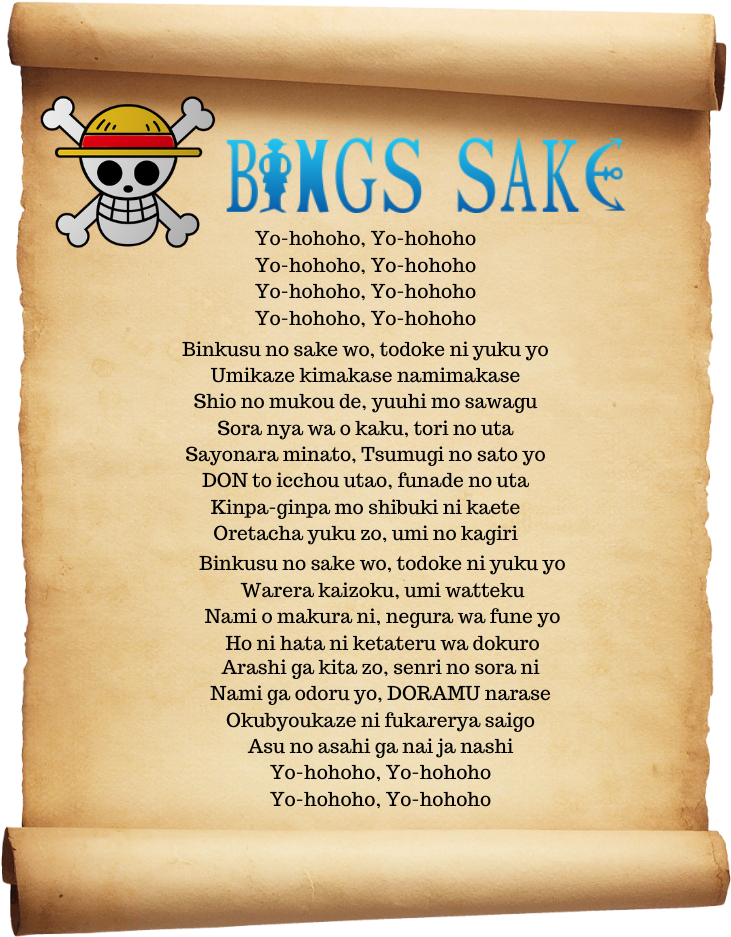 BINGS SAKE
Yo-hohoho, Yo-hohoho
Yo-hohoho, Yo-hohoho
Yo-hohoho, Yo-hohoho
Yo-hohoho, Yo-hohoho
Binkusu no sake wo, todoke ni yuku yo
Umikaze kimakase namimakase
Shio no mukou de, yuuhi mo sawagu
Sora nya wa o kaku, tori no uta
Sayonara minato, Tsumugi no sato yo
DON to icchou utao, funade no uta
Kinpa-ginpa mo shibuki ni kaete
Oretacha yuku zo, umi no kagiri
Binkusu no sake wo, todoke ni yuku yo
Warera kaizoku, umi watteku
Nami o makura ni, negura wa fune yo
Ho ni hata ni ketateru wa dokuro
Arashi ga kita zo, senri no sora ni
Nami ga odoru yo, DORAMU narase
Okubyoukaze ni fukarerya saigo
Asu no asahi ga nai ja nashi
Yo-hohoho, Yo-hohoho
Yo-hohoho, Yo-hohoho